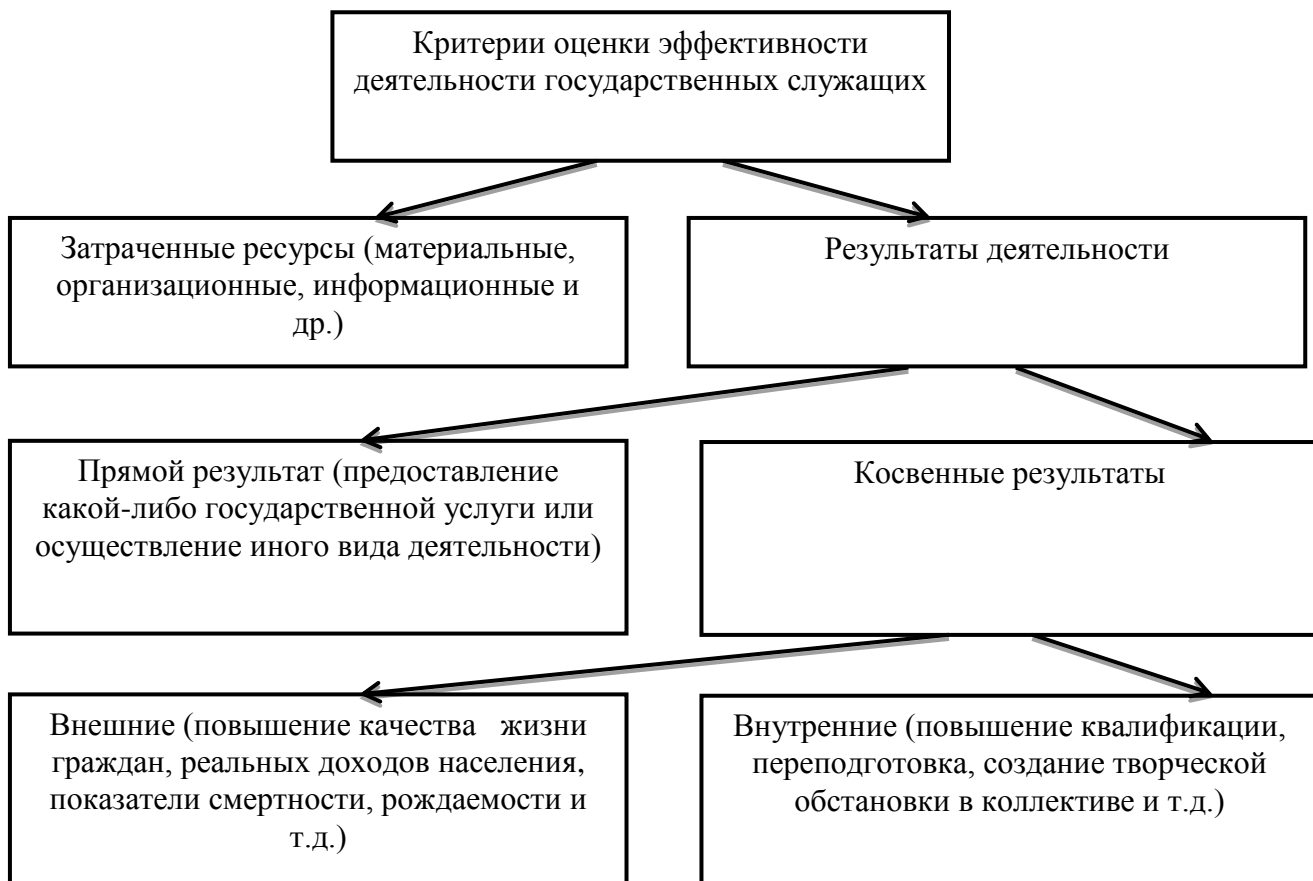 Критерии оценки эффективности
деятельности государственных служащих
Затраченные ресурсы (материальные,
организационные, информационные и
др.)
Результаты деятельности
Прямой результат (предоставление
какой-либо государственной услуги или
осуществление иного вида деятельности)
Косвенные результаты
Внешние (повышение качества жизни
граждан, реальных доходов населения,
показатели смертности, рождаемости и
т.д.)
Внутренние (повышение квалификации,
переподготовка, создание творческой
обстановки в коллективе и т.д.)